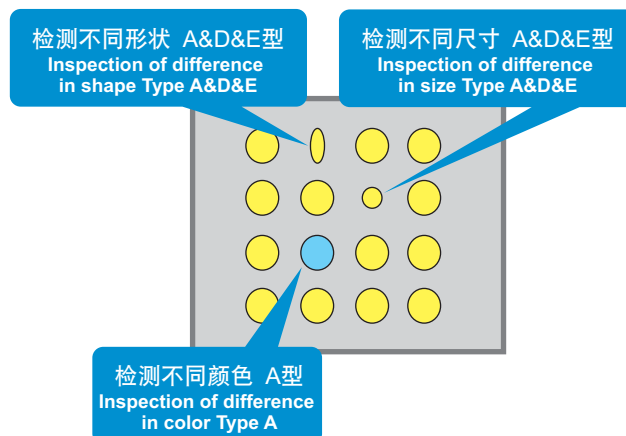 检测不同形状 A&D&E型
Inspection of difference
in shape Type A&D&E
检测不同尺寸 A&D&E型
Inspection of difference
in size Type A&D&E
检测不同颜色 A型
Inspection of difference
in color Type A